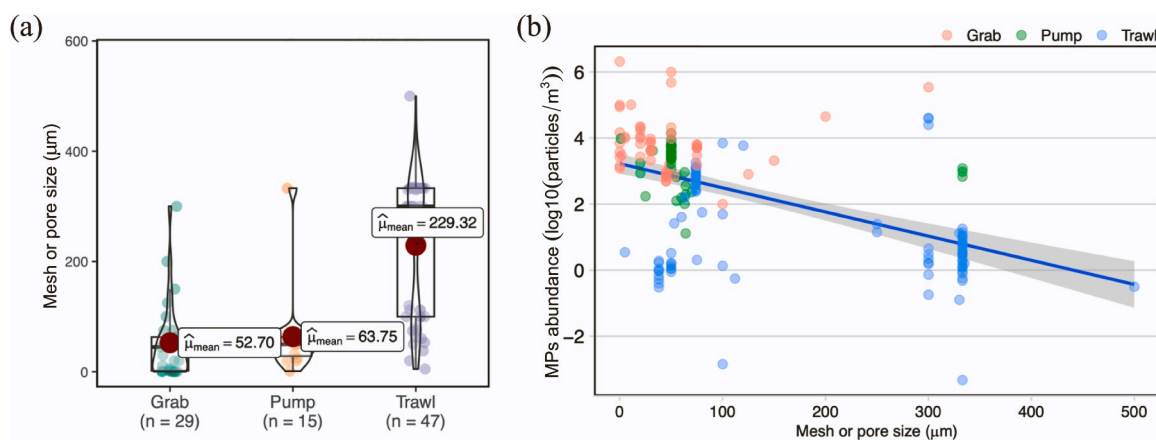 (a)
600
400
200
0
Mesh or pore size (μm)
μ̂mean = 52.70
μ̂mean = 63.75
μ̂mean = 229.32
Grab
(n = 29)
Pump
(n = 15)
Trawl
(n = 47)
(b)
Grab
Pump
Trawl
MPs abundance (log10(particles/m³))
6
4
2
0
−2
0
100
200
300
400
500
Mesh or pore size (μm)